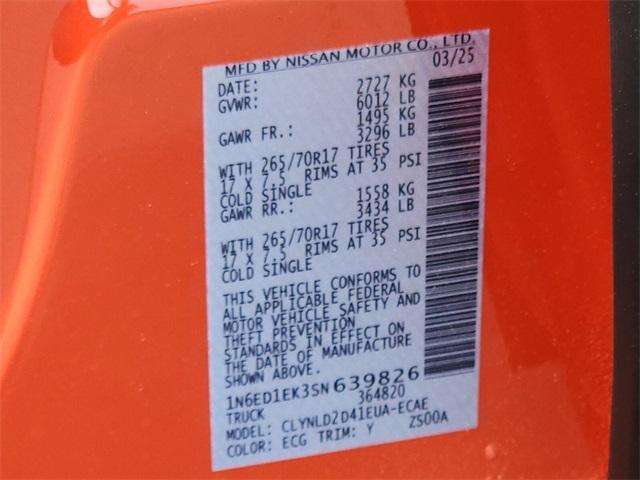 MFD BY NISSAN MOTOR CO., LTD.
DATE: 03/25
GVWR: 2727 KG
6012 LB
GAWR FR.: 1495 KG
3296 LB
WITH 265/70R17 TIRES
17 X 7.5 RIMS AT 35 PSI
COLD SINGLE
GAWR RR.: 1558 KG
3434 LB
WITH 265/70R17 TIRES
17 X 7.5 RIMS AT 35 PSI
COLD SINGLE
THIS VEHICLE CONFORMS TO
ALL APPLICABLE FEDERAL
MOTOR VEHICLE SAFETY AND
THEFT PREVENTION
STANDARDS IN EFFECT ON
THE DATE OF MANUFACTURE
SHOWN ABOVE.
1N6ED1EK3SN639826
TRUCK 364820
MODEL: CLYNLD2D41EUA-ECAE
COLOR: ECG TRIM: Y ZS00A